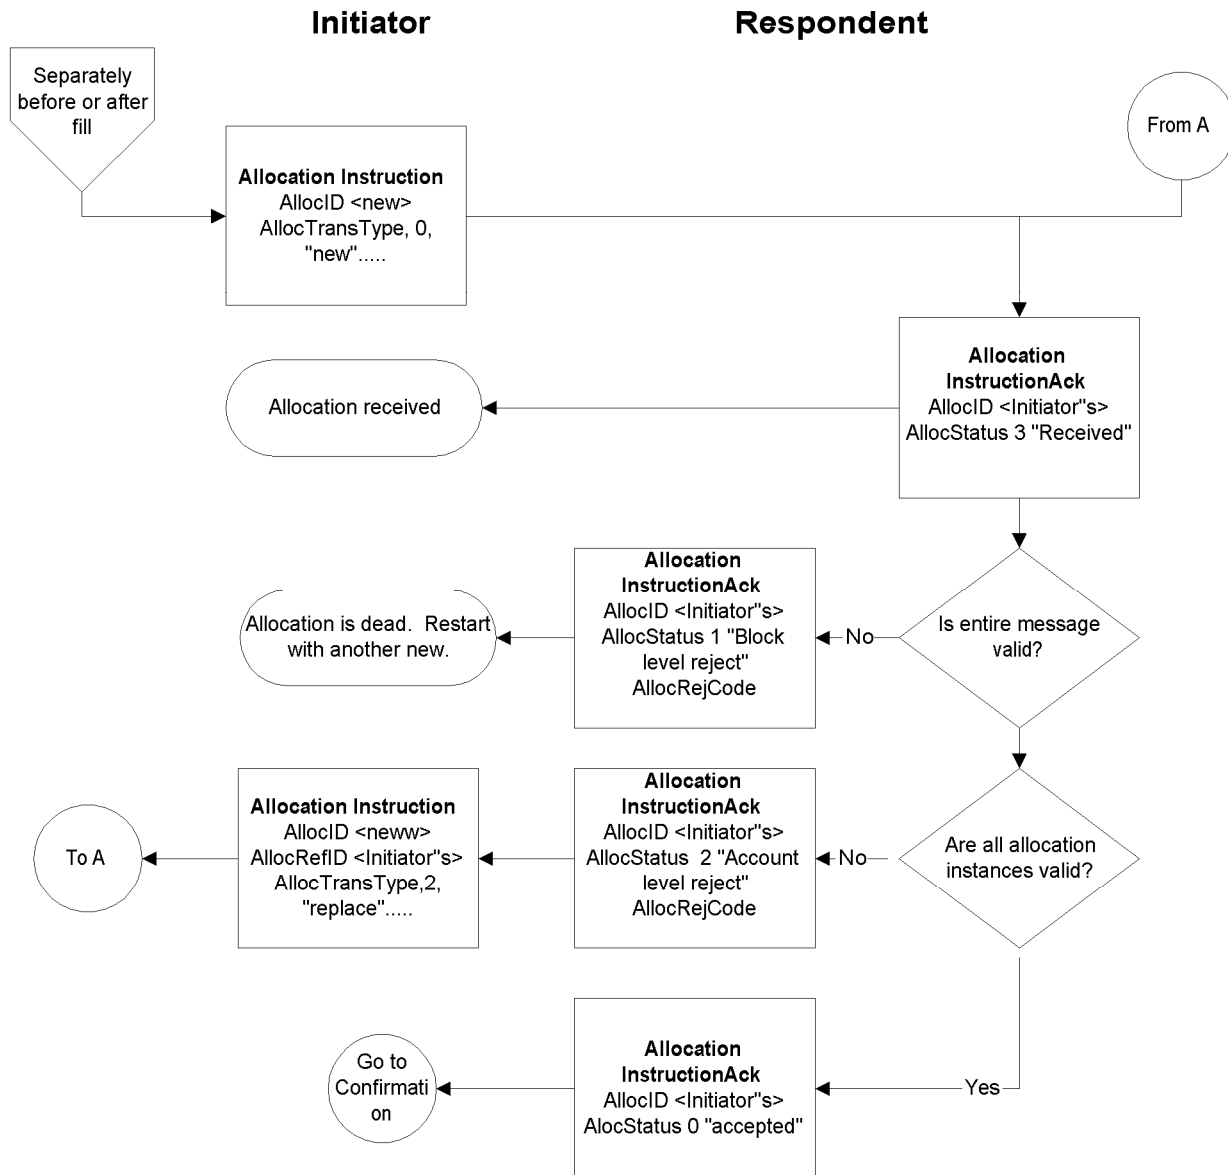 Initiator
Respondent
Separately
before or after
fill
From A
Allocation Instruction
AllocID <new>
AllocTransType, 0,
"new".....
Allocation
InstructionAck
AllocID <Initiator"s>
AllocStatus 3 "Received"
Allocation received
Allocation
InstructionAck
AllocID <Initiator"s>
AllocStatus 1 "Block
level reject"
AllocRejCode
Allocation is dead.  Restart
with another new.
No
Is entire message
valid?
Allocation Instruction
AllocID <neww>
AllocRefID <Initiator"s>
AllocTransType,2,
"replace".....
Allocation
InstructionAck
AllocID <Initiator"s>
AllocStatus  2 "Account
level reject"
AllocRejCode
To A
No
Are all allocation
instances valid?
Go to
Confirmati
on
Allocation
InstructionAck
AllocID <Initiator"s>
AlocStatus 0 "accepted"
Yes